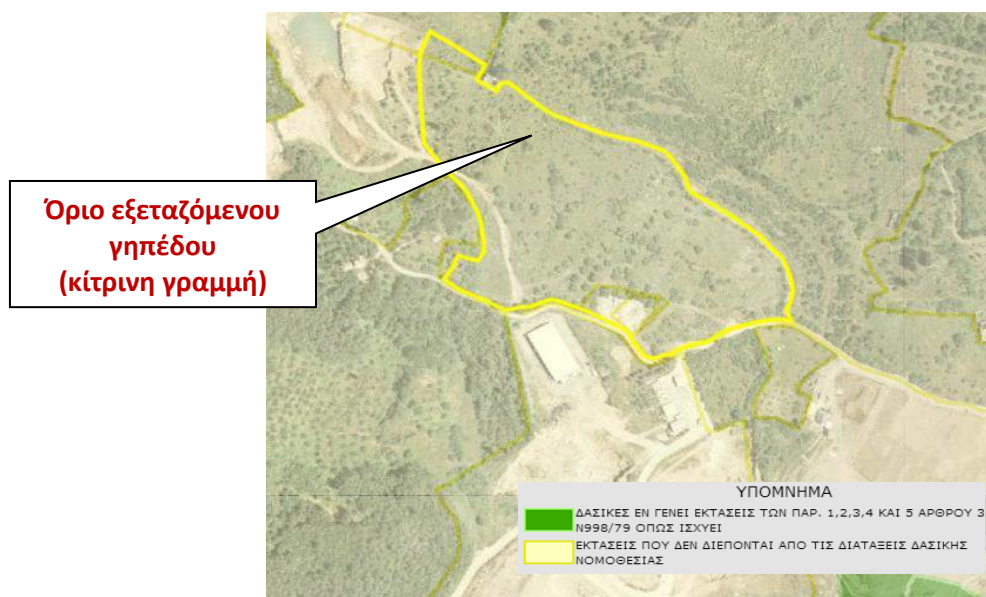 Όριο εξεταζόμενου
γηπέδου
(κίτρινη γραμμή)
ΥΠΟΜΝΗΜΑ
ΔΑΣΙΚΕΣ ΕΝ ΓΕΝΕΙ ΕΚΤΑΣΕΙΣ ΤΩΝ ΠΑΡ. 1,2,3,4 ΚΑΙ 5 ΑΡΘΡΟΥ 3
Ν998/79 ΟΠΩΣ ΙΣΧΥΕΙ
ΕΚΤΑΣΕΙΣ ΠΟΥ ΔΕΝ ΔΙΕΠΟΝΤΑΙ ΑΠΟ ΤΙΣ ΔΙΑΤΑΞΕΙΣ ΔΑΣΙΚΗΣ
ΝΟΜΟΘΕΣΙΑΣ